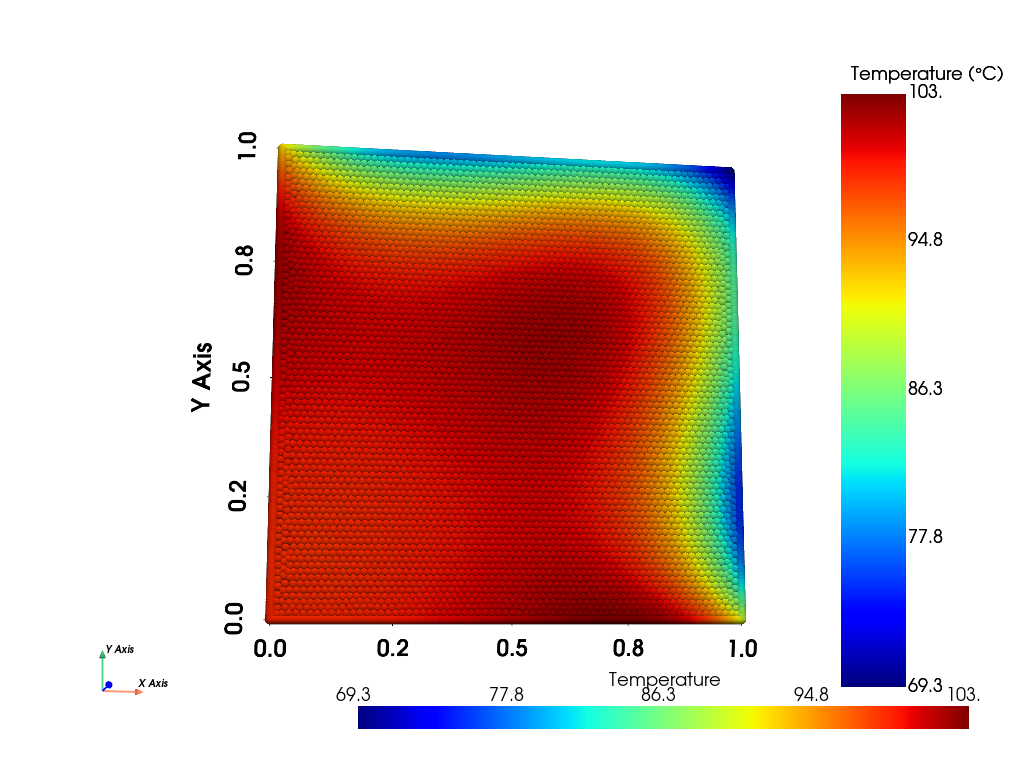 Temperature (°C)
103.
94.8
86.3
77.8
69.3
Y Axis
1.0
0.8
0.5
0.2
0.0
0.0 0.2 0.5 0.8 1.0
Y Axis
X Axis
Temperature
69.3 77.8 86.3 94.8 103.